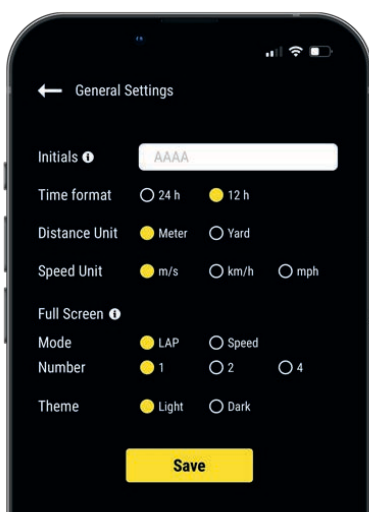 General Settings
Initials
AAAA
Time format 24 h 12 h
Distance Unit Meter Yard
Speed Unit m/s km/h mph
Full Screen
Mode LAP Speed
Number 1 2 4
Theme Light Dark
Save